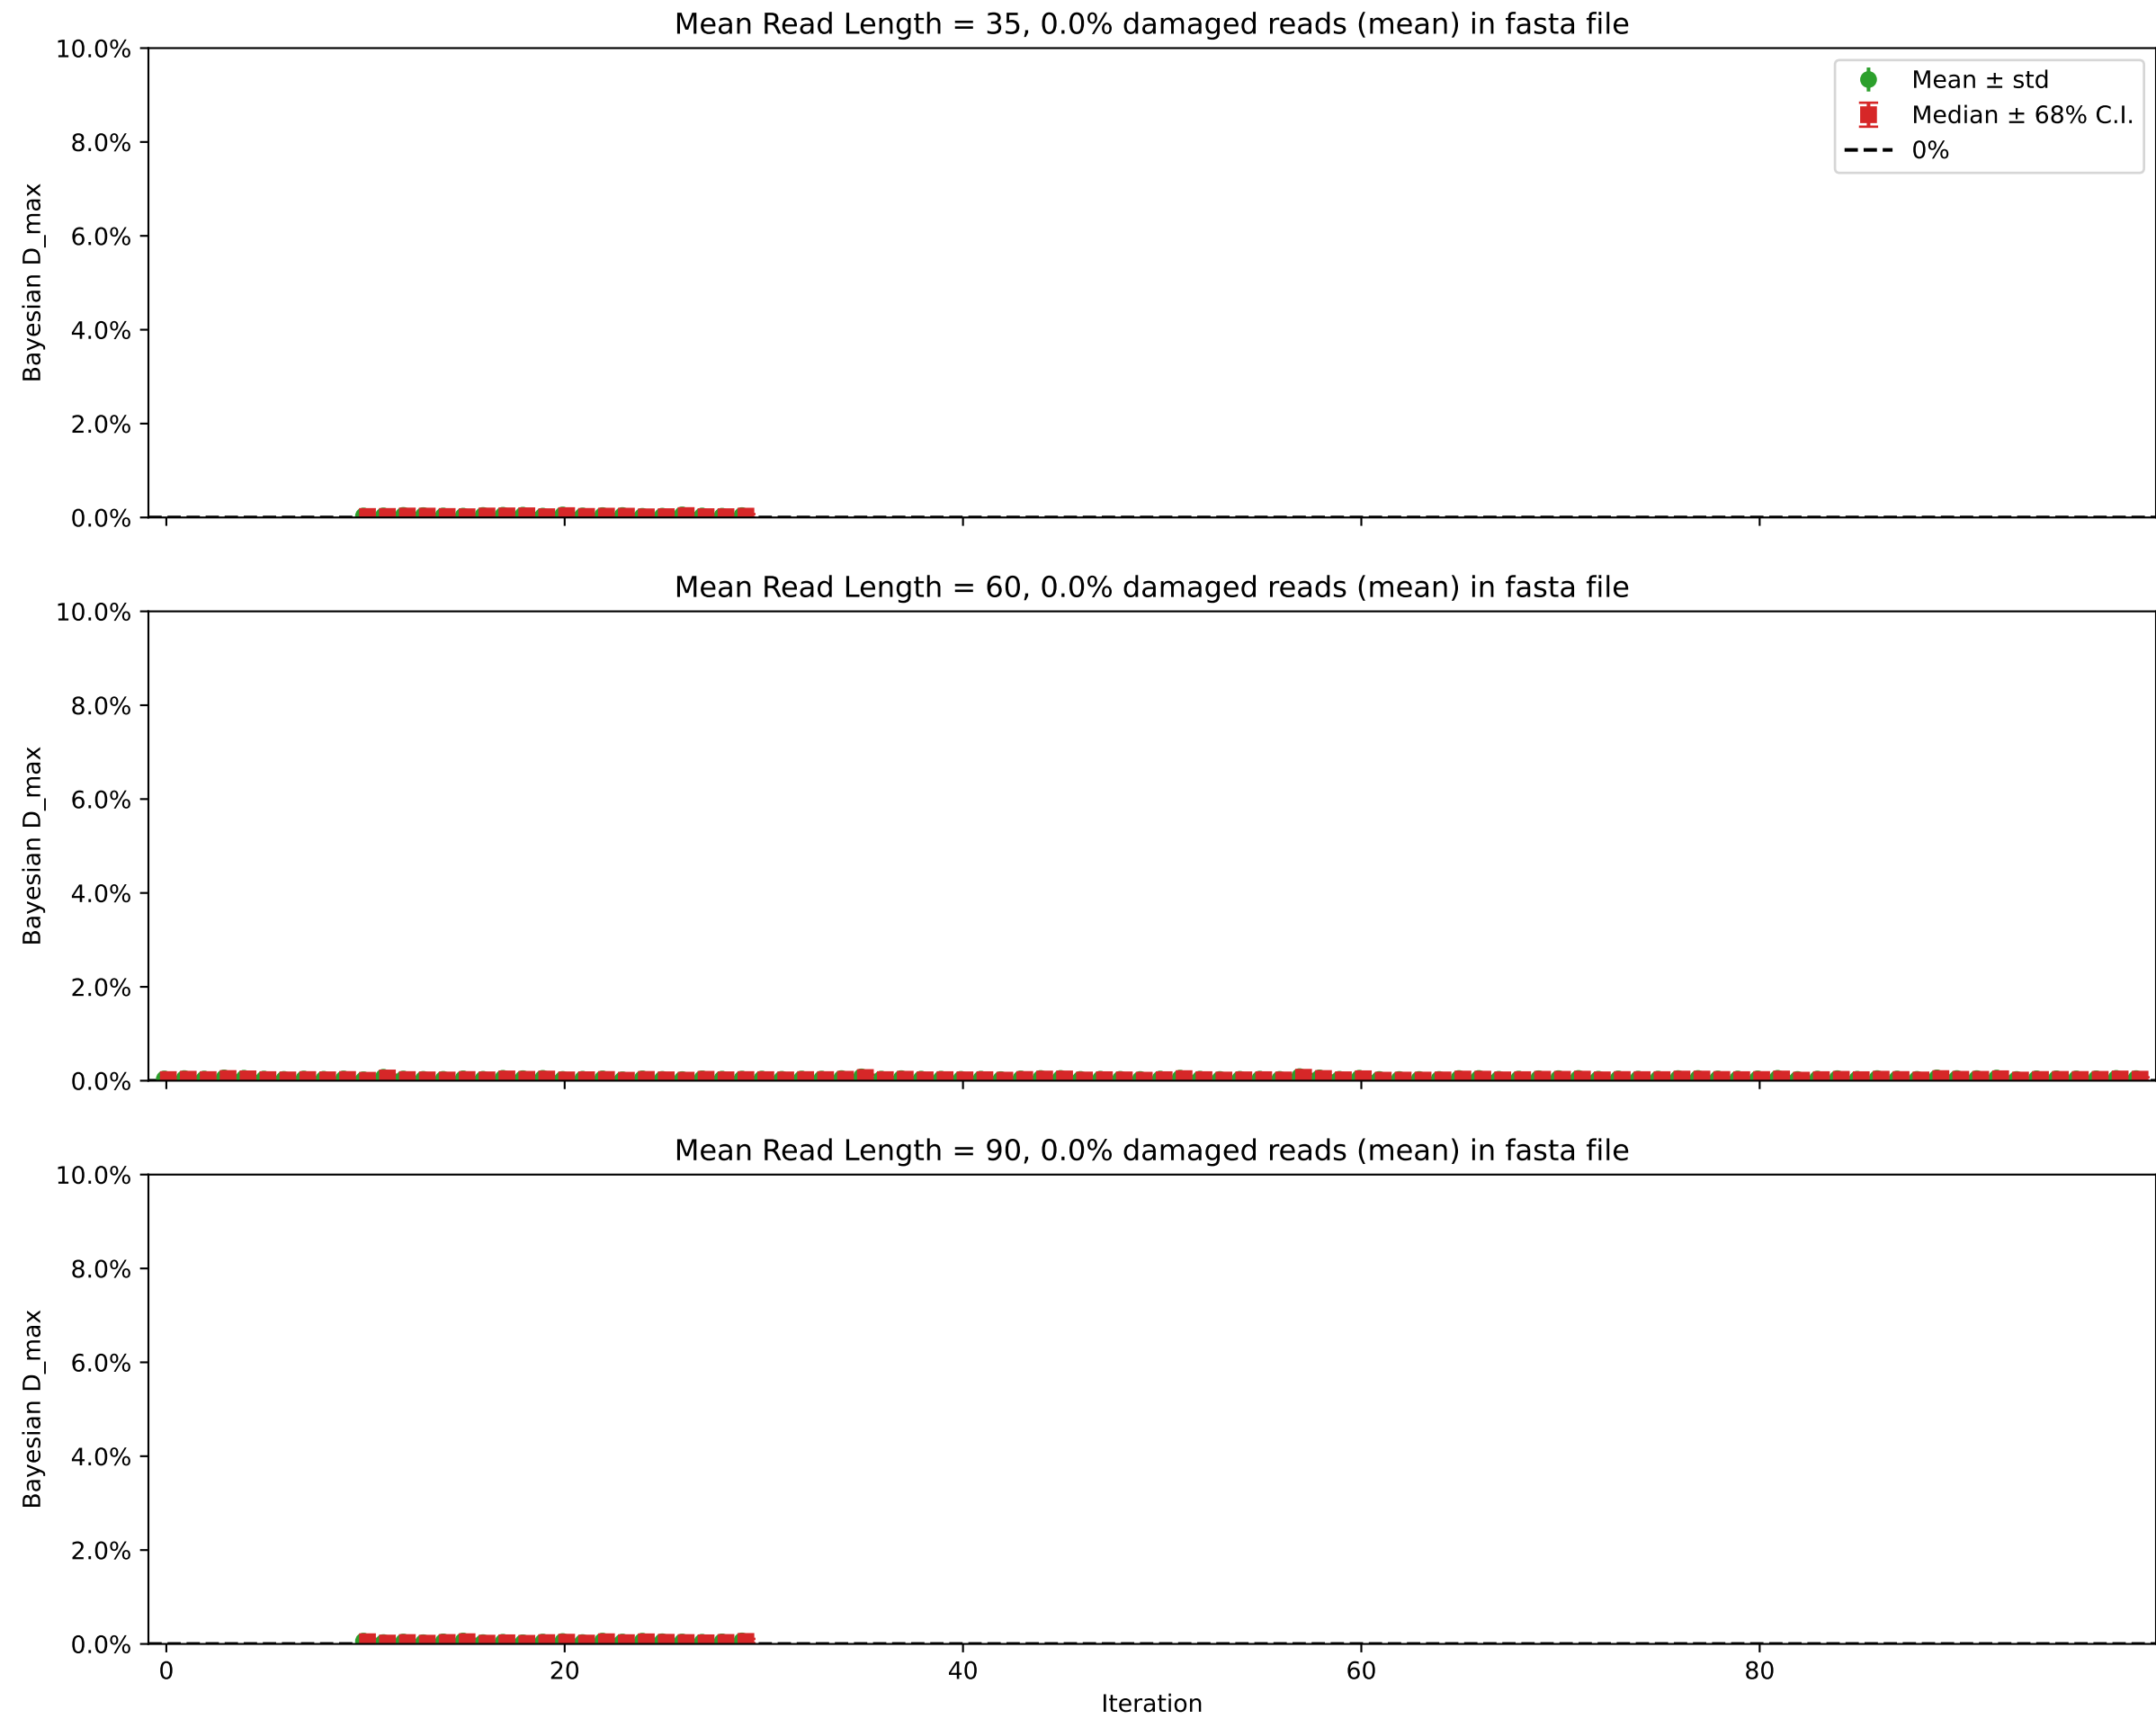 Mean Read Length = 35, 0.0% damaged reads (mean) in fasta file
10.0%
8.0%
6.0%
4.0%
2.0%
0.0%
Bayesian D_max
Mean ± std
Median ± 68% C.I.
0%
Mean Read Length = 60, 0.0% damaged reads (mean) in fasta file
10.0%
8.0%
6.0%
4.0%
2.0%
0.0%
Bayesian D_max
Mean Read Length = 90, 0.0% damaged reads (mean) in fasta file
10.0%
8.0%
6.0%
4.0%
2.0%
0.0%
Bayesian D_max
0 20 40 60 80
Iteration